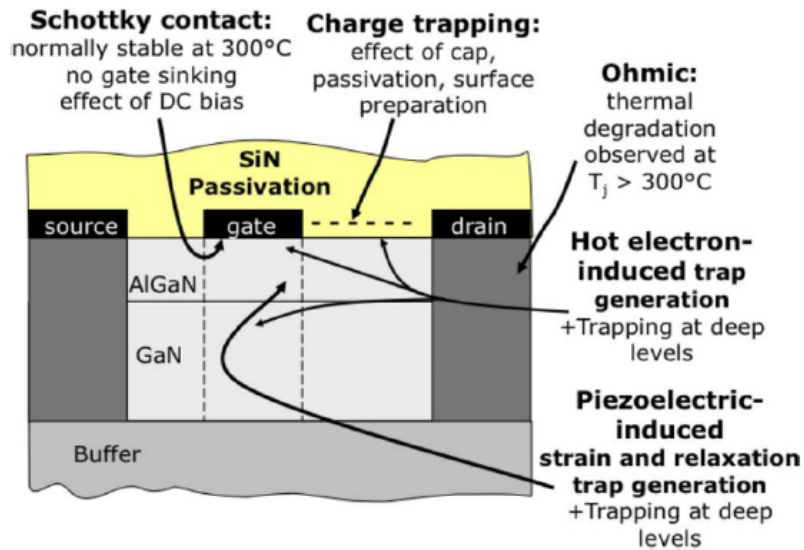 Schottky contact:
normally stable at 300°C
no gate sinking
effect of DC bias
Charge trapping:
effect of cap,
passivation, surface
preparation
Ohmic:
thermal
degradation
observed at
Tj > 300°C
SiN
Passivation
source
gate
drain
AlGaN
GaN
Buffer
Hot electron-
induced trap
generation
+Trapping at deep
levels
Piezoelectric-
induced
strain and relaxation
trap generation
+Trapping at deep
levels